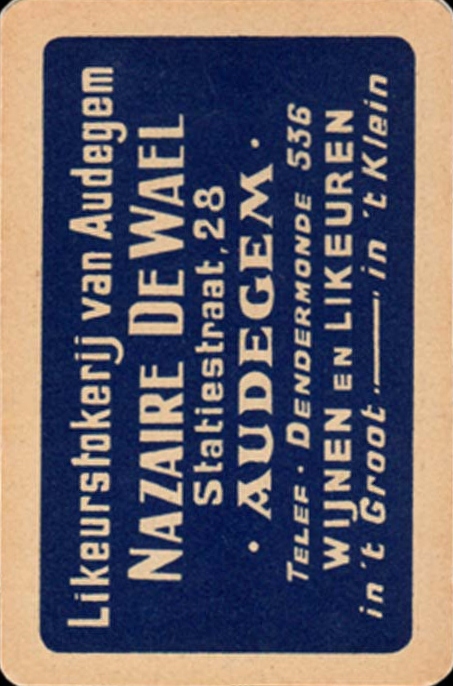 Likeurstokerij van Audegem
NAZAIRE DE WAEL
Statiestraat, 28
· AUDEGEM ·
TELEF · DENDERMONDE 536
WIJNEN EN LIKEUREN
in 't Groot · — , in 't Klein